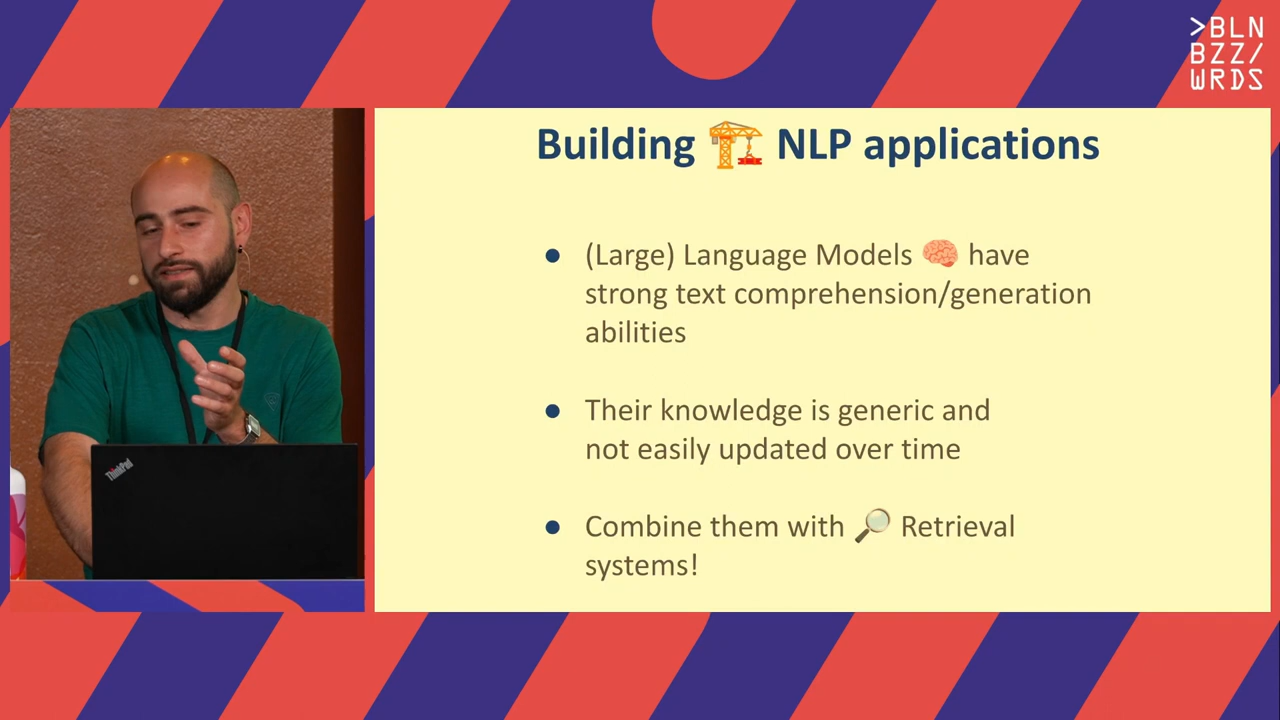 >BLN
BZZ/
WRDS
Building 🏗️ NLP applications
● (Large) Language Models 🧠 have
strong text comprehension/generation
abilities
● Their knowledge is generic and
not easily updated over time
● Combine them with 🔎 Retrieval
systems!
ThinkPad